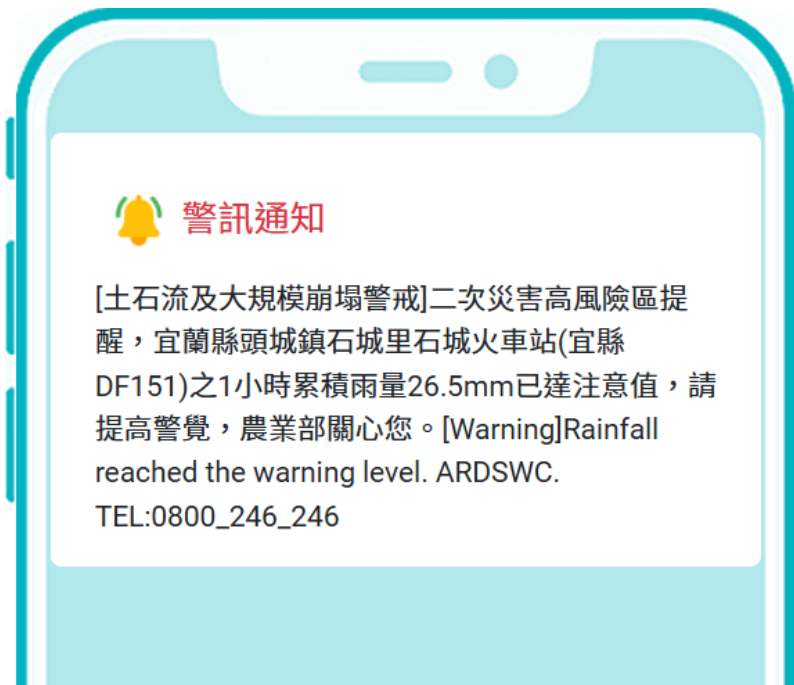 警訊通知
[土石流及大規模崩塌警戒]二次災害高風險區提
醒，宜蘭縣頭城鎮石城里石城火車站(宜縣
DF151)之1小時累積雨量26.5mm已達注意值，請
提高警覺，農業部關心您。[Warning]Rainfall
reached the warning level. ARDSWC.
TEL:0800_246_246